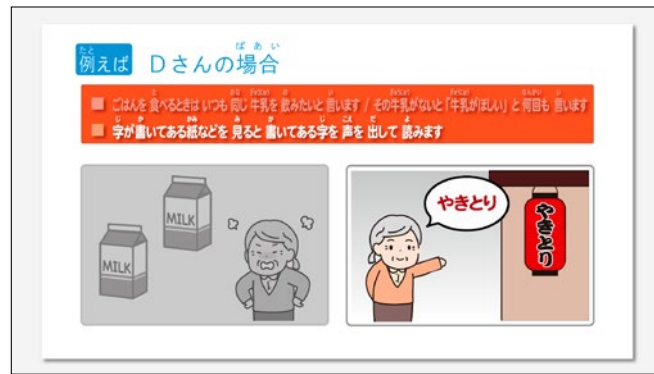 例えば Dさんの場合
■ ごはんを 食べるときは いつも 同じ 牛乳を 飲みたいと 言います / その牛乳がないと 「牛乳がほしい」 と 何回も 言います
■ 字が書いてある紙などを 見ると 書いてある字を 声を 出して 読みます
MILK
MILK
やきとり
やきとり